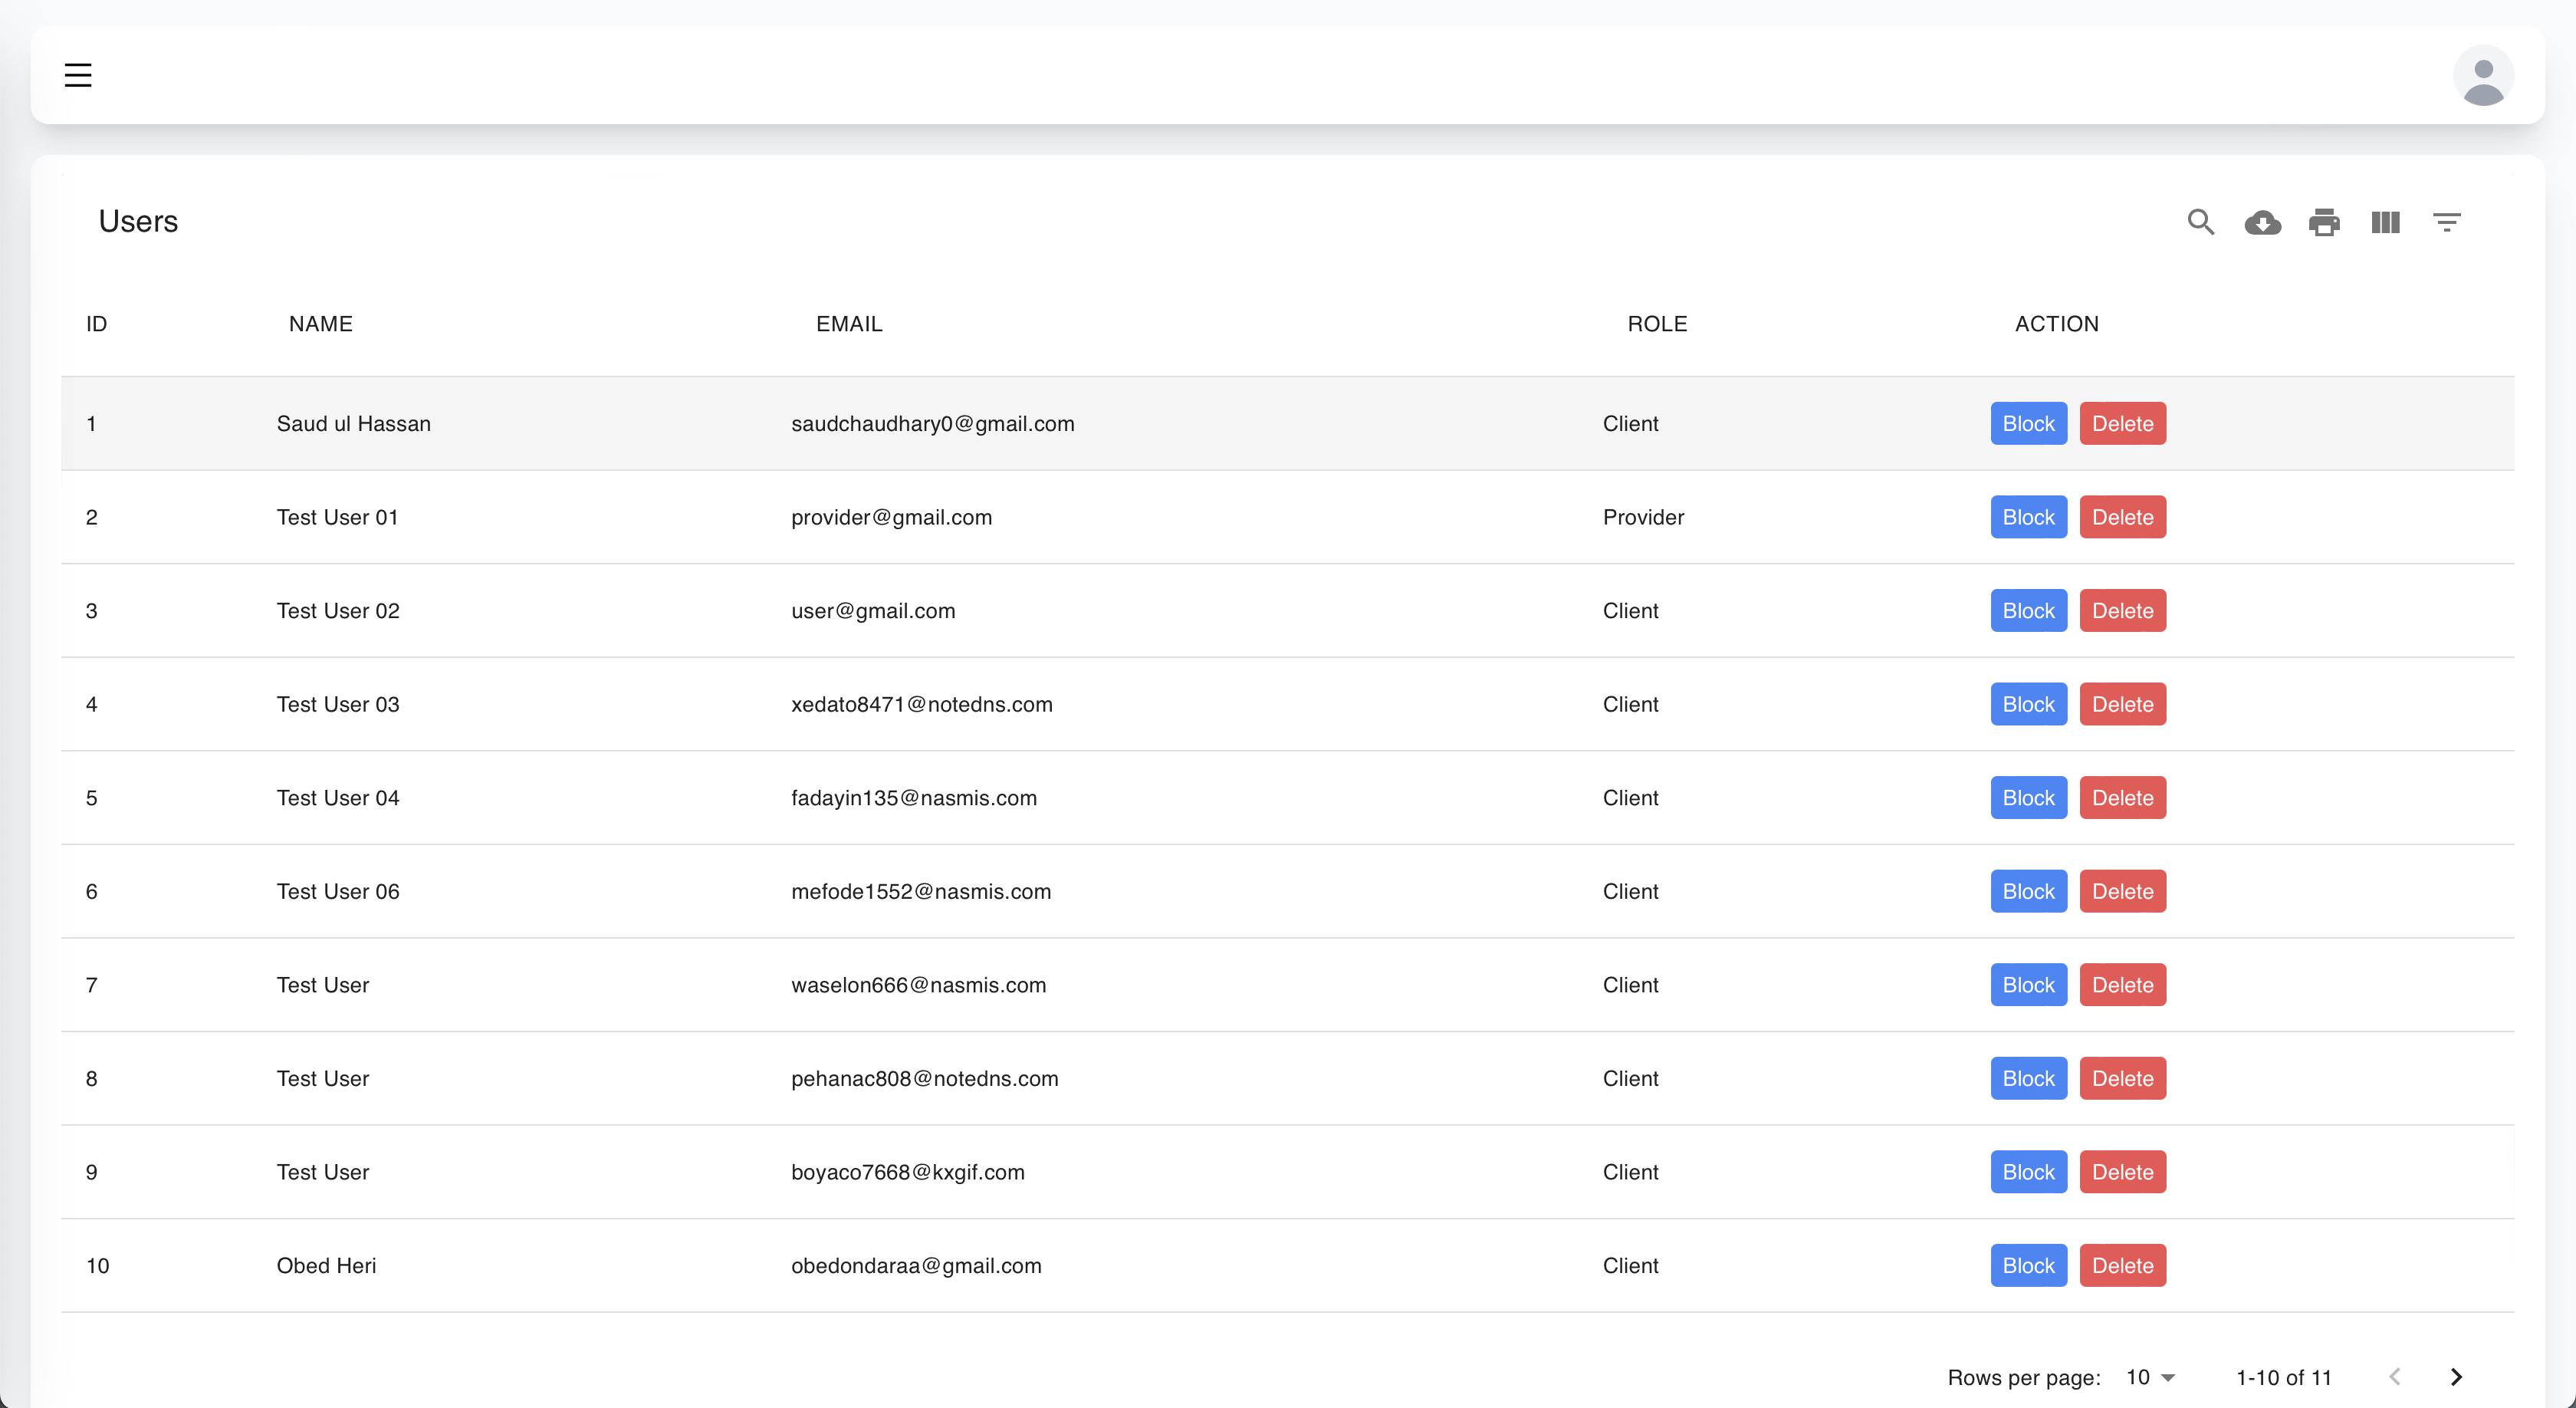 Users
ID NAME EMAIL ROLE ACTION
1 Saud ul Hassan saudchaudhary0@gmail.com Client Block Delete
2 Test User 01 provider@gmail.com Provider Block Delete
3 Test User 02 user@gmail.com Client Block Delete
4 Test User 03 xedato8471@notedns.com Client Block Delete
5 Test User 04 fadayin135@nasmis.com Client Block Delete
6 Test User 06 mefode1552@nasmis.com Client Block Delete
7 Test User waselon666@nasmis.com Client Block Delete
8 Test User pehanac808@notedns.com Client Block Delete
9 Test User boyaco7668@kxgif.com Client Block Delete
10 Obed Heri obedondaraa@gmail.com Client Block Delete
Rows per page: 10 1-10 of 11